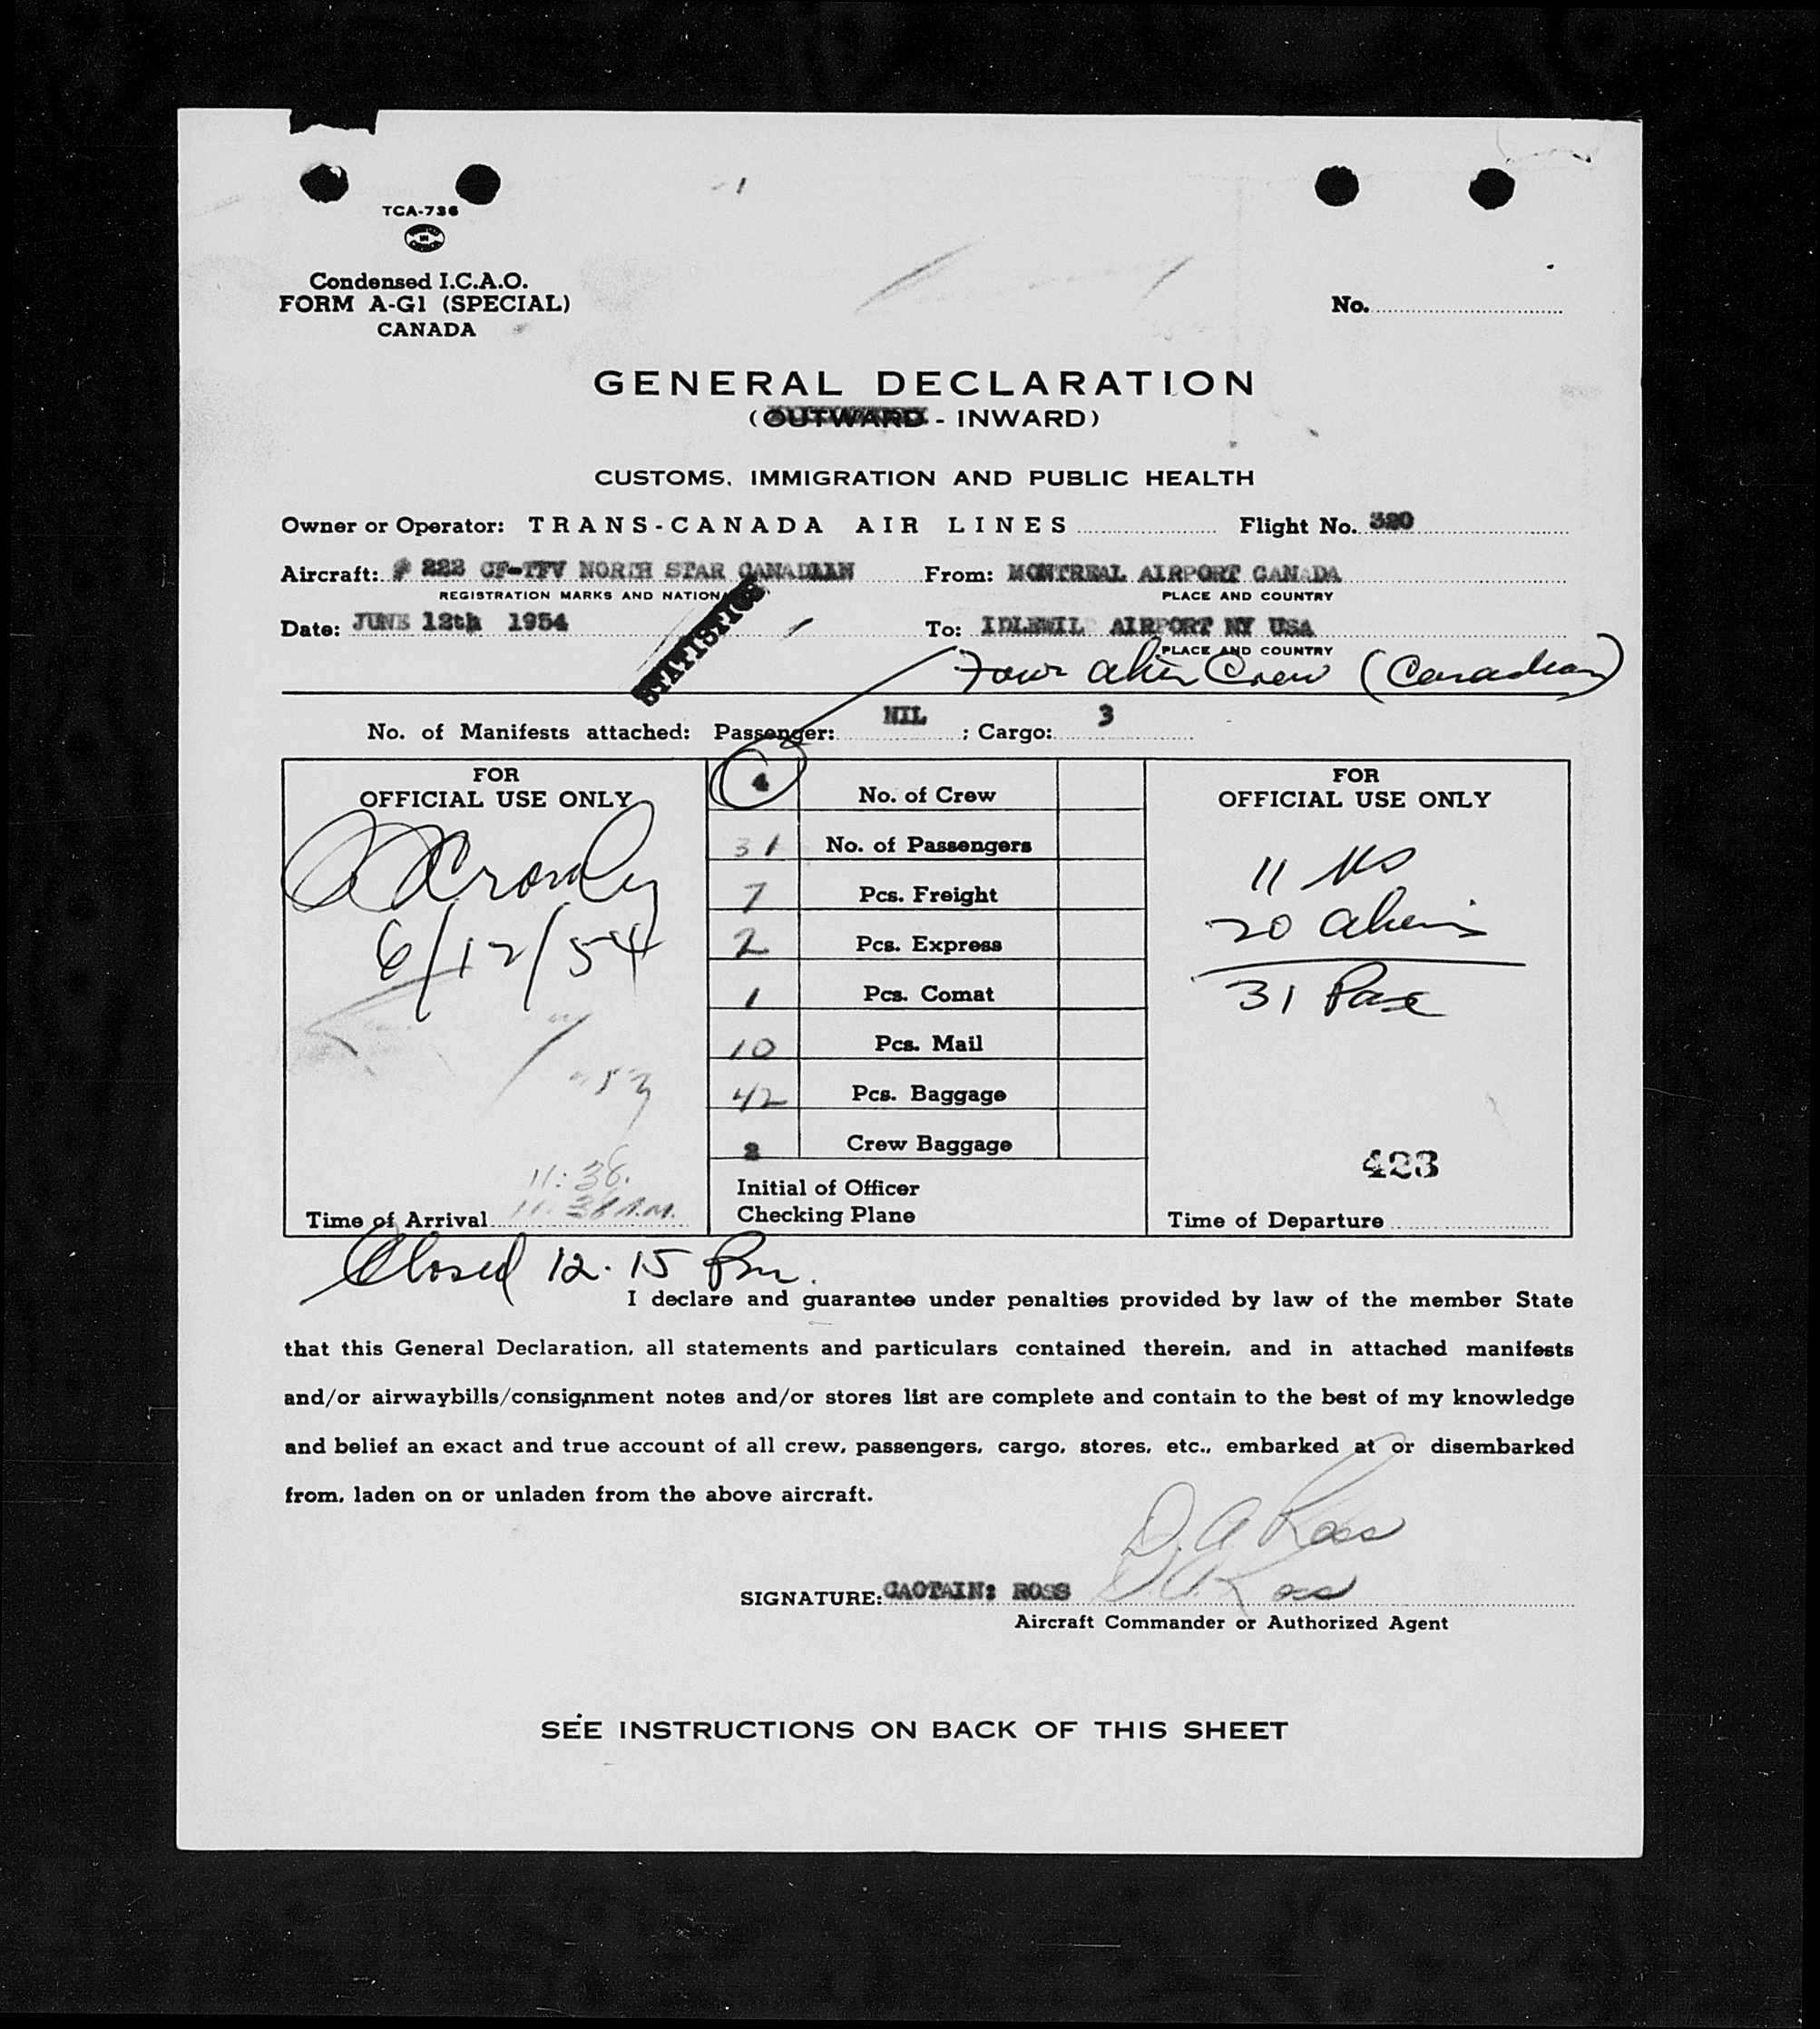 TCA-736
Condensed I.C.A.O.
FORM A-G1 (SPECIAL)
CANADA
No.
GENERAL DECLARATION
(OUTWARD - INWARD)
CUSTOMS, IMMIGRATION AND PUBLIC HEALTH
Owner or Operator: TRANS-CANADA AIR LINES Flight No. 320
Aircraft: # 222 CF-TFV NORTH STAR CANADIAN From: MONTREAL AIRPORT CANADA
REGISTRATION MARKS AND NATION PLACE AND COUNTRY
Date: JUNE 12th 1954 To: IDLEWIL AIRPORT NY USA
PLACE AND COUNTRY
STATISTICS
Four alien Crew (Canadian)
No. of Manifests attached: Passenger: NIL ; Cargo: 3
FOR
OFFICIAL USE ONLY
Cromley
6/12/54
11:38.
11:38 A.M.
Time of Arrival
4 No. of Crew
31 No. of Passengers
7 Pcs. Freight
2 Pcs. Express
1 Pcs. Comat
10 Pcs. Mail
42 Pcs. Baggage
2 Crew Baggage
Initial of Officer
Checking Plane
FOR
OFFICIAL USE ONLY
11 US
20 aliens
31 Pax
423
Time of Departure
Closed 12.15 Pm.
I declare and guarantee under penalties provided by law of the member State
that this General Declaration, all statements and particulars contained therein, and in attached manifests
and/or airwaybills/consignment notes and/or stores list are complete and contain to the best of my knowledge
and belief an exact and true account of all crew, passengers, cargo, stores, etc., embarked at or disembarked
from, laden on or unladen from the above aircraft.
D.A Ross
SIGNATURE: CAOTAIN: ROSS D A Ross
Aircraft Commander or Authorized Agent
SEE INSTRUCTIONS ON BACK OF THIS SHEET